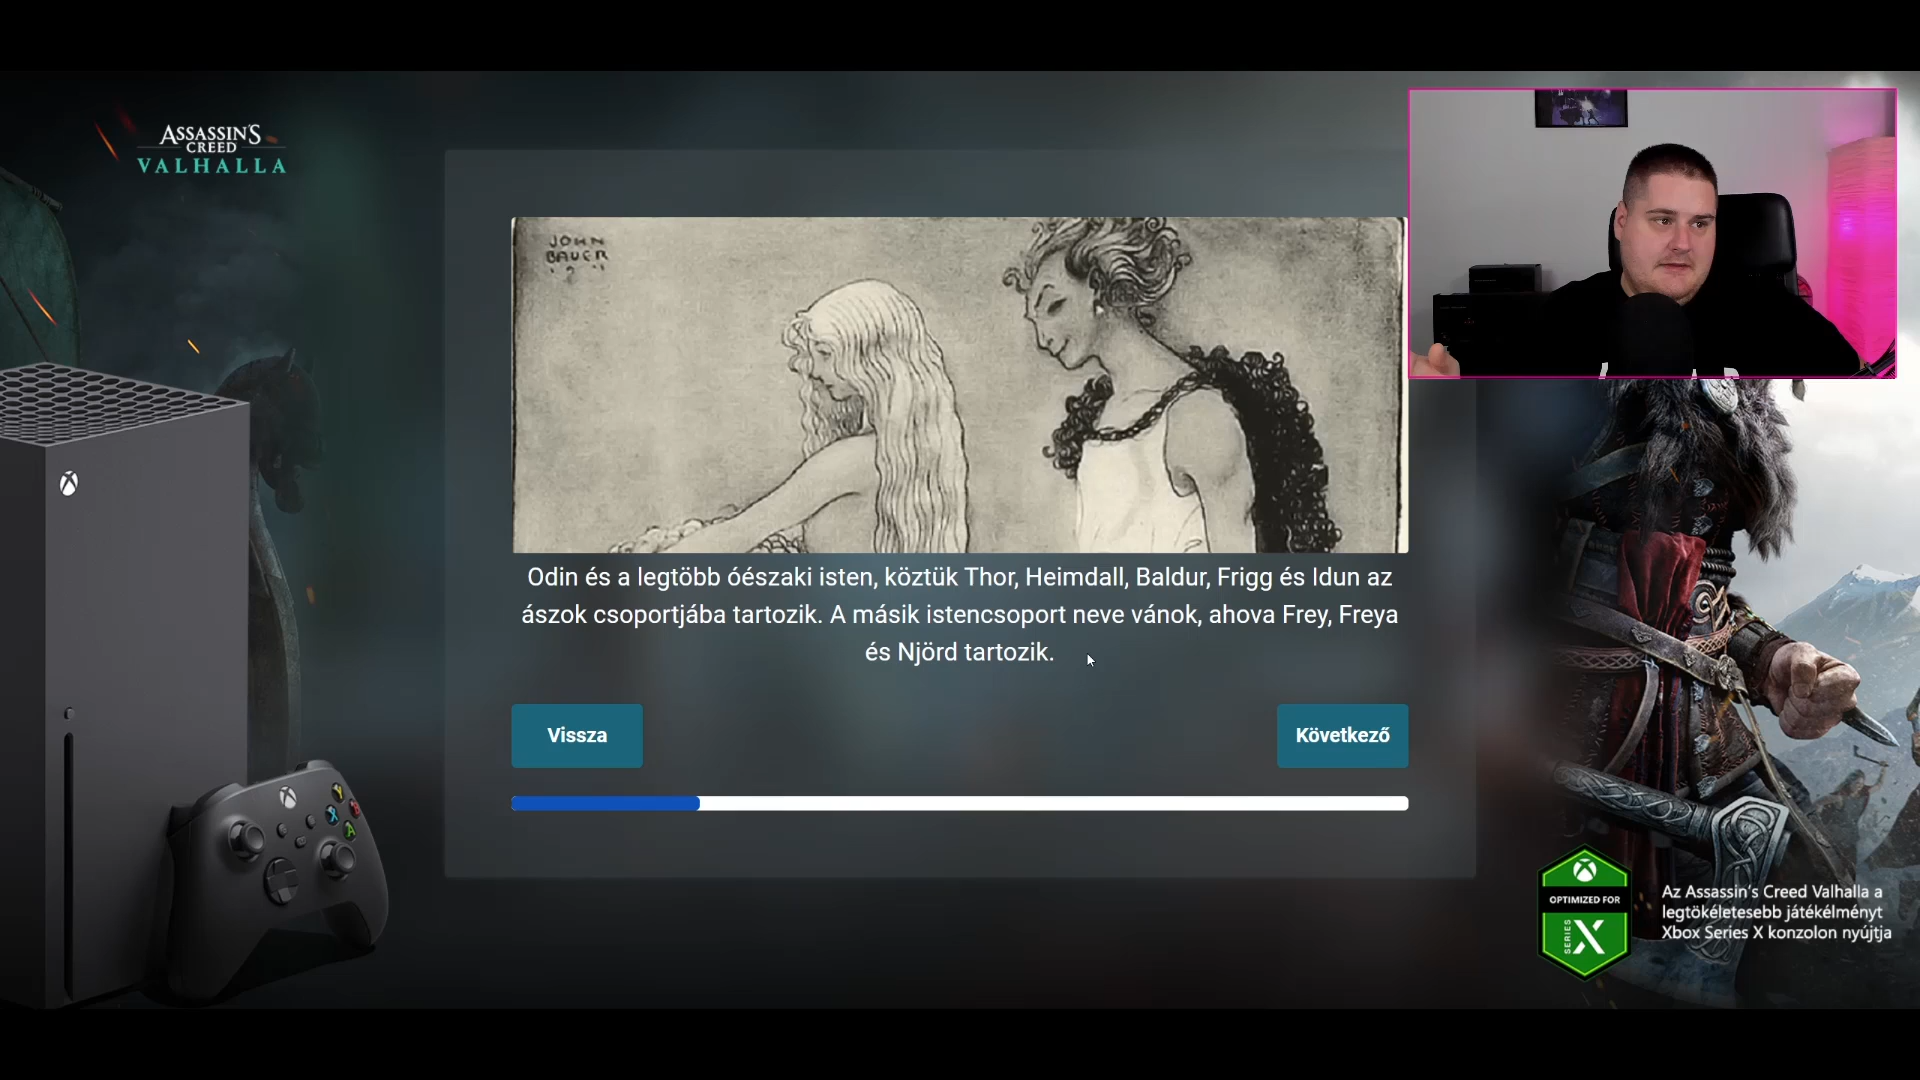 ASSASSIN'S
CREED
VALHALLA
JOHN
BAUER
Odin és a legtöbb óészaki isten, köztük Thor, Heimdall, Baldur, Frigg és Idun az
ászok csoportjába tartozik. A másik istencsoport neve vánok, ahova Frey, Freya
és Njörd tartozik.
Vissza
Következő
Y
B
X
A
OPTIMIZED FOR
SERIES
X
Az Assassin's Creed Valhalla a
legtökéletesebb játékélményt
Xbox Series X konzolon nyújtja